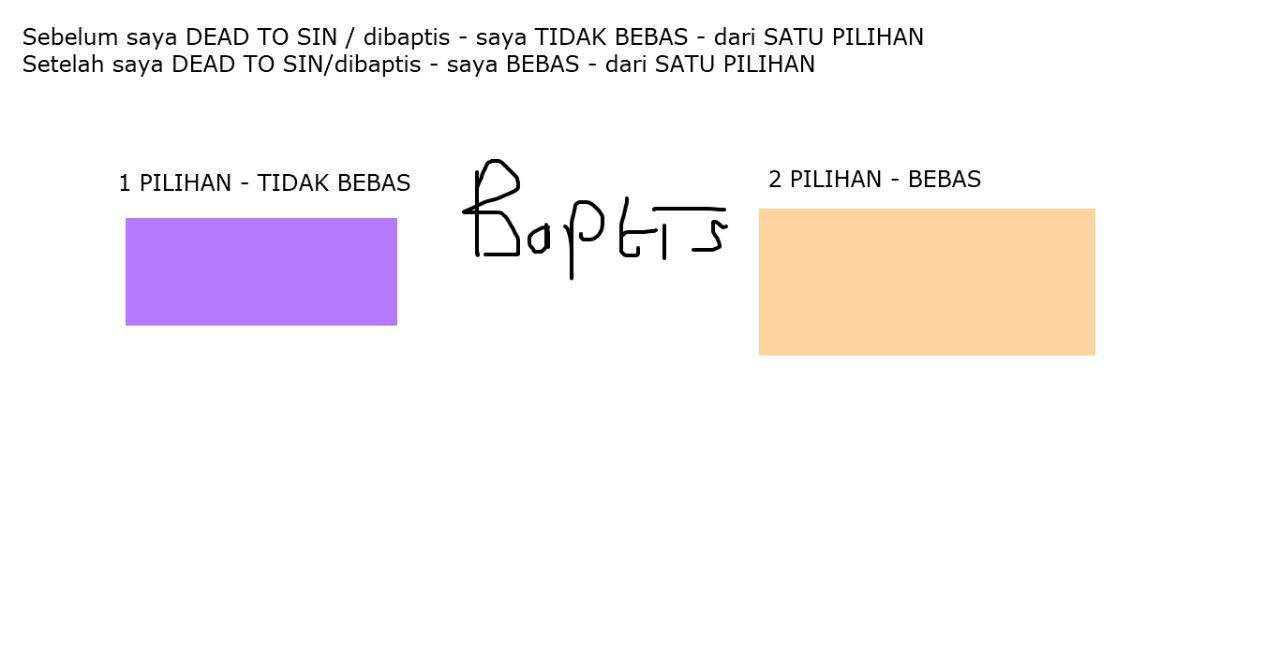 Sebelum saya DEAD TO SIN / dibaptis - saya TIDAK BEBAS - dari SATU PILIHAN
Setelah saya DEAD TO SIN/dibaptis - saya BEBAS - dari SATU PILIHAN
1 PILIHAN - TIDAK BEBAS
Baptis
2 PILIHAN - BEBAS